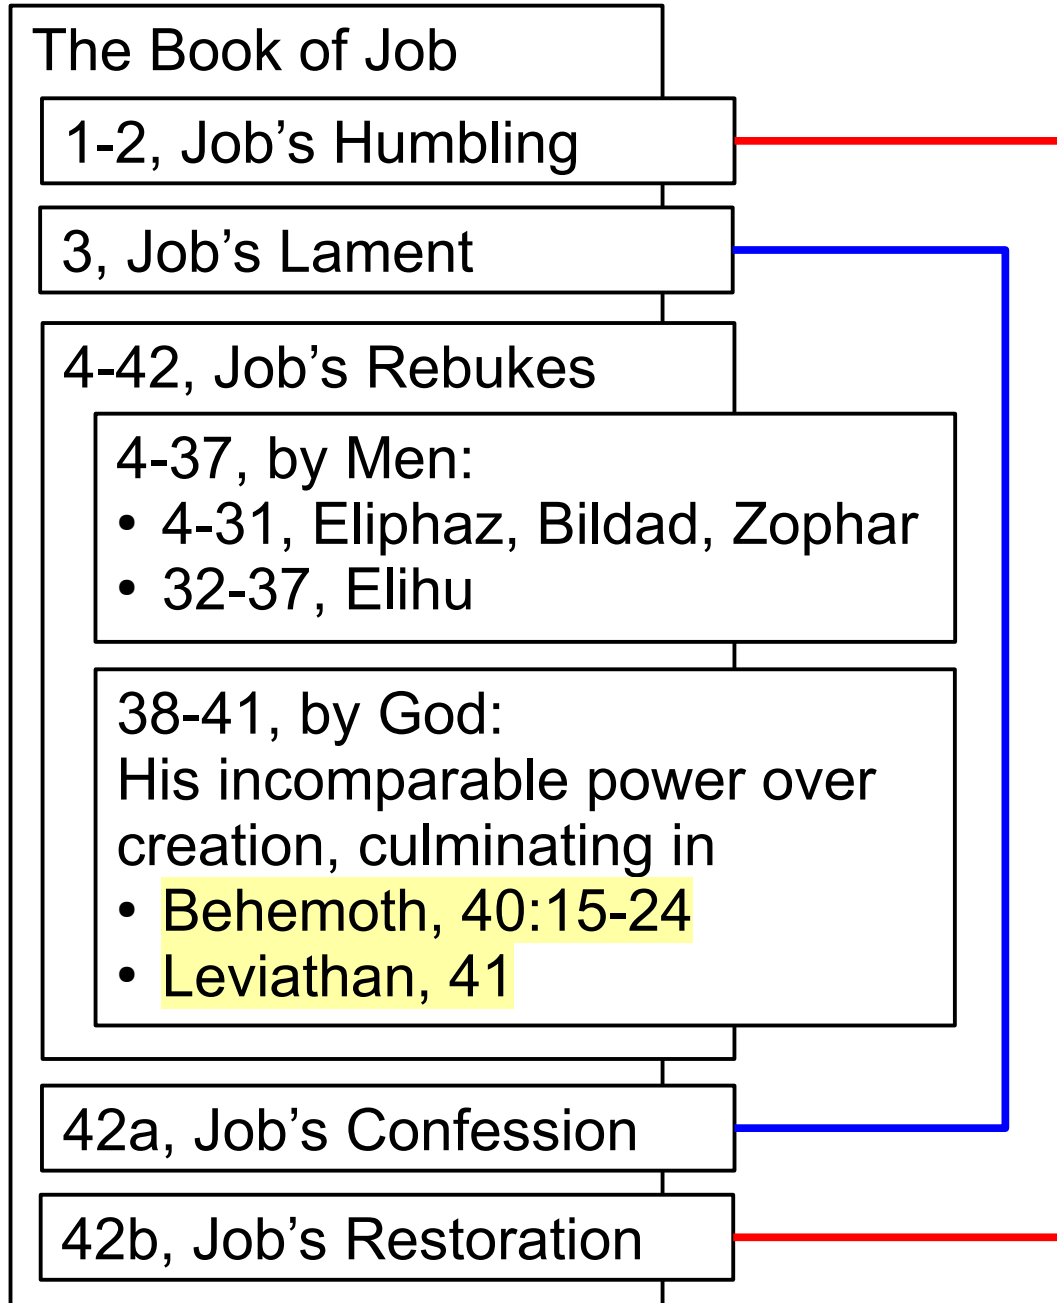 The Book of Job
1-2, Job’s Humbling
3, Job’s Lament
4-42, Job’s Rebukes
4-37, by Men:
• 4-31, Eliphaz, Bildad, Zophar
• 32-37, Elihu
38-41, by God:
His incomparable power over
creation, culminating in
• Behemoth, 40:15-24
• Leviathan, 41
42a, Job’s Confession
42b, Job’s Restoration